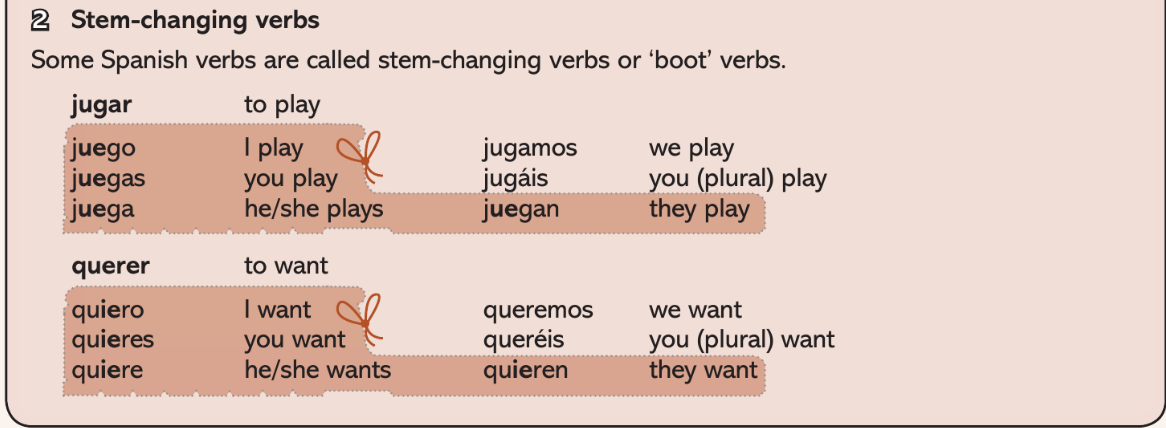 2 Stem-changing verbs
Some Spanish verbs are called stem-changing verbs or ‘boot’ verbs.
jugar to play
juego I play jugamos we play
juegas you play jugáis you (plural) play
juega he/she plays juegan they play
querer to want
quiero I want queremos we want
quieres you want queréis you (plural) want
quiere he/she wants quieren they want